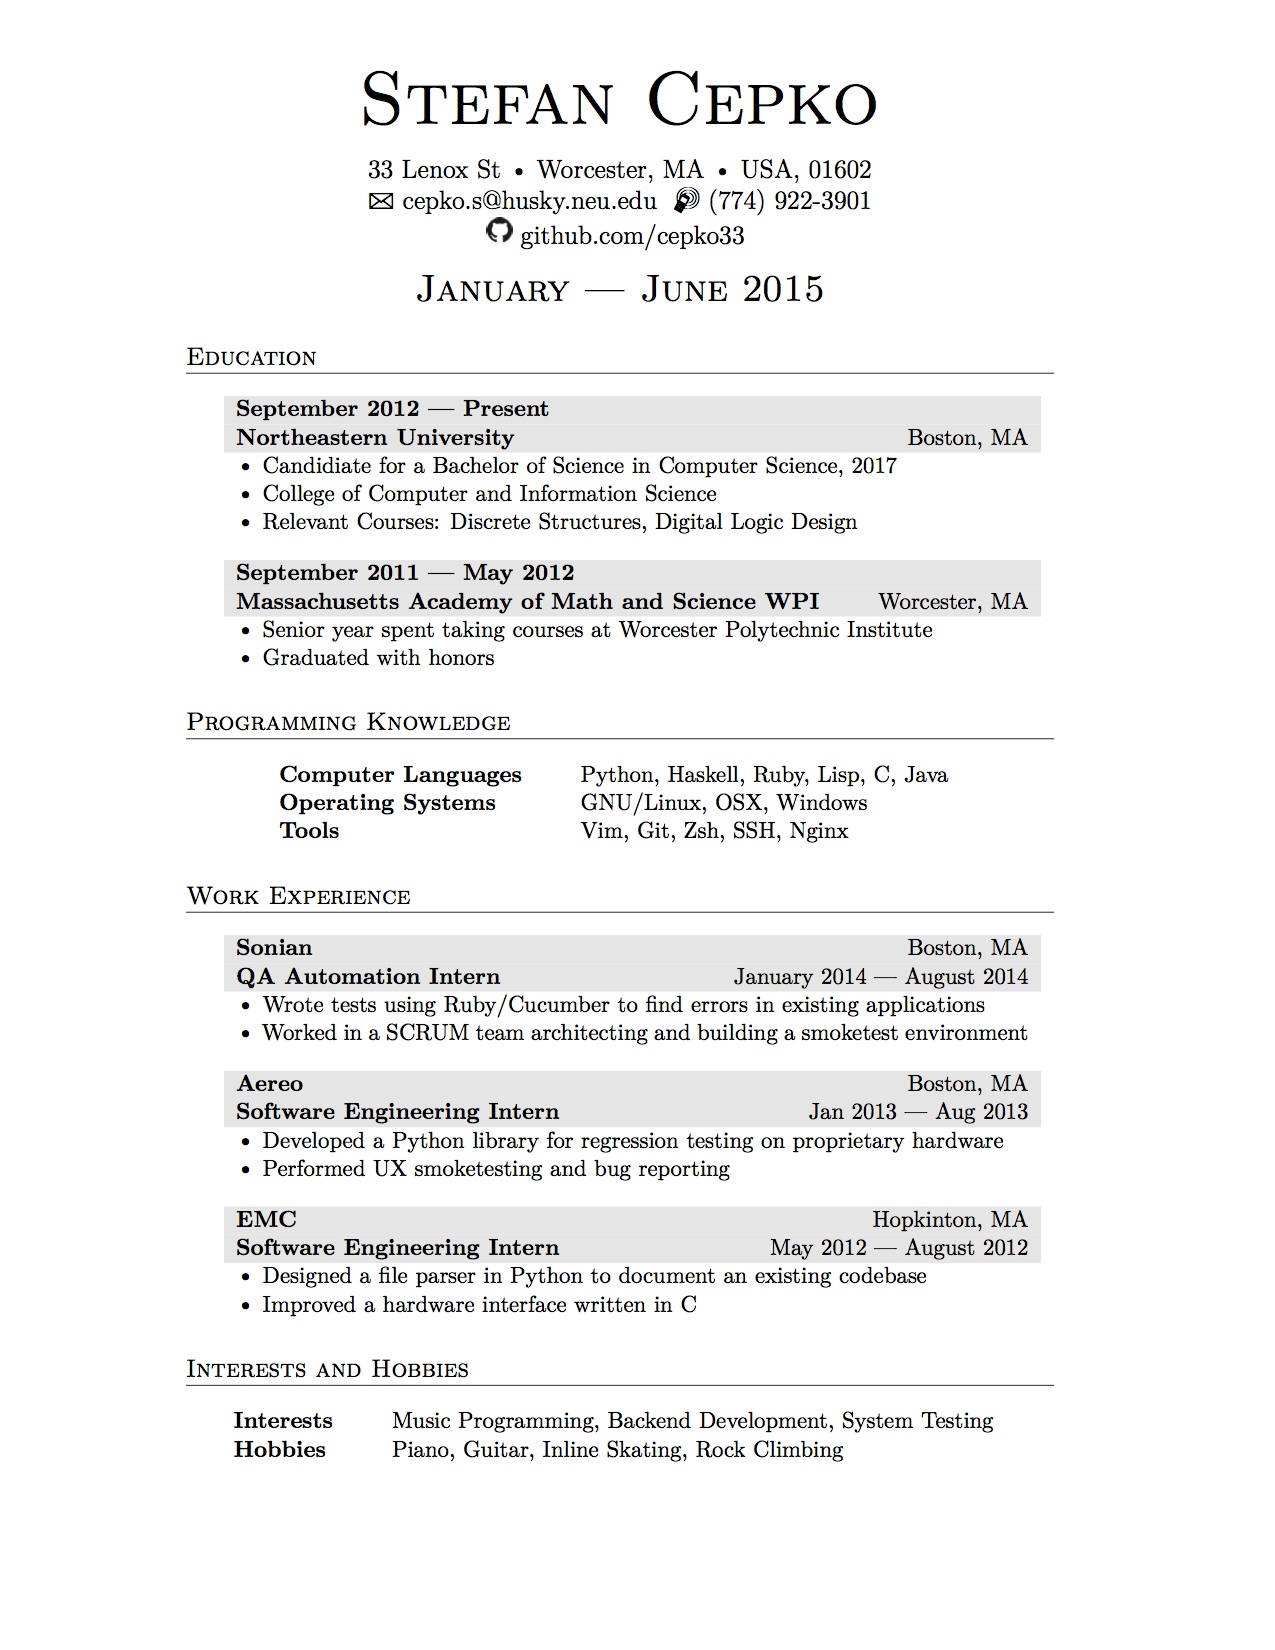 Stefan Cepko
33 Lenox St • Worcester, MA • USA, 01602
cepko.s@husky.neu.edu (774) 922-3901
github.com/cepko33
January — June 2015
Education
September 2012 — Present
Northeastern University Boston, MA
• Candidiate for a Bachelor of Science in Computer Science, 2017
• College of Computer and Information Science
• Relevant Courses: Discrete Structures, Digital Logic Design
September 2011 — May 2012
Massachusetts Academy of Math and Science WPI Worcester, MA
• Senior year spent taking courses at Worcester Polytechnic Institute
• Graduated with honors
Programming Knowledge
Computer Languages Python, Haskell, Ruby, Lisp, C, Java
Operating Systems GNU/Linux, OSX, Windows
Tools Vim, Git, Zsh, SSH, Nginx
Work Experience
Sonian Boston, MA
QA Automation Intern January 2014 — August 2014
• Wrote tests using Ruby/Cucumber to find errors in existing applications
• Worked in a SCRUM team architecting and building a smoketest environment
Aereo Boston, MA
Software Engineering Intern Jan 2013 — Aug 2013
• Developed a Python library for regression testing on proprietary hardware
• Performed UX smoketesting and bug reporting
EMC Hopkinton, MA
Software Engineering Intern May 2012 — August 2012
• Designed a file parser in Python to document an existing codebase
• Improved a hardware interface written in C
Interests and Hobbies
Interests Music Programming, Backend Development, System Testing
Hobbies Piano, Guitar, Inline Skating, Rock Climbing